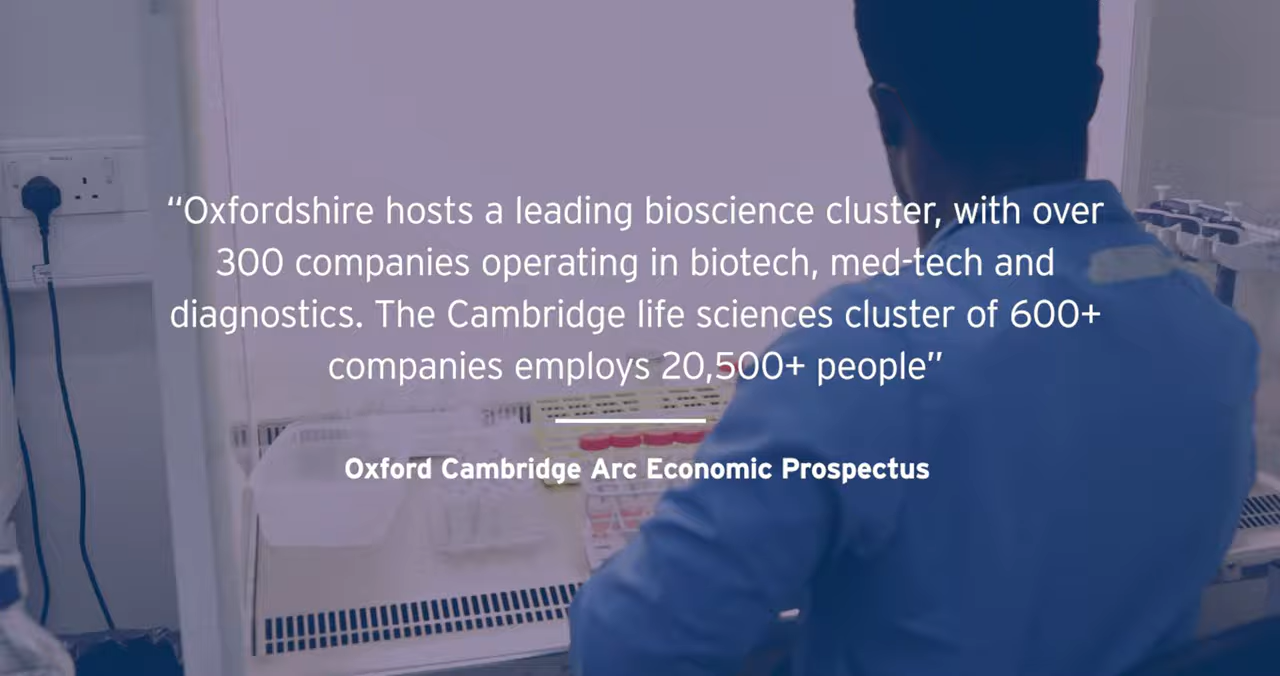 “Oxfordshire hosts a leading bioscience cluster, with over
300 companies operating in biotech, med-tech and
diagnostics. The Cambridge life sciences cluster of 600+
companies employs 20,500+ people”
Oxford Cambridge Arc Economic Prospectus